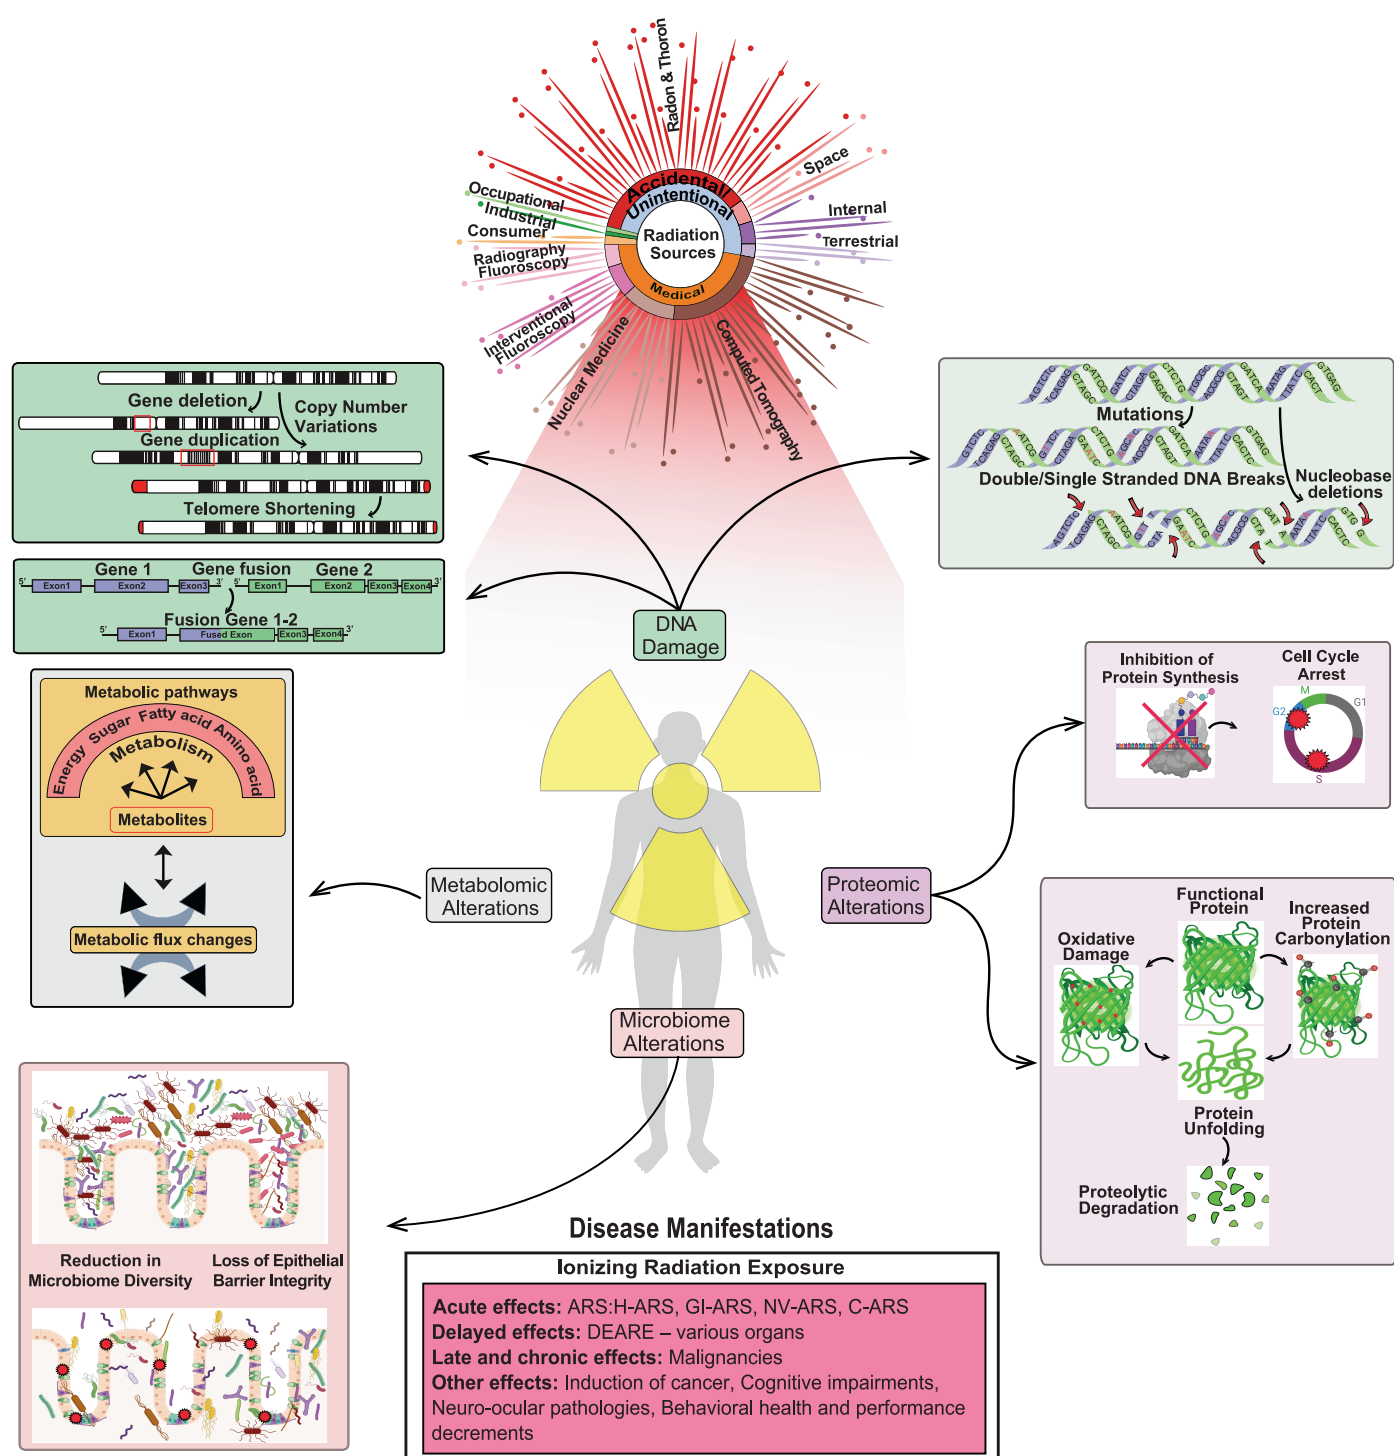 Radon & Thoron
Space
Internal
Terrestrial
Occupational
Industrial
Consumer
Radiography
Fluoroscopy
Interventional
Fluoroscopy
Nuclear Medicine
Computed Tomography
Accidental/
Unintentional
Radiation
Sources
Medical
Gene deletion
Copy Number
Variations
Gene duplication
Telomere Shortening
Gene 1
Gene fusion
Gene 2
5'
Exon1
Exon2
Exon3
3'
5'
Exon1
Exon2
Exon3
Exon4
3'
Fusion Gene 1-2
5'
Exon1
Fused Exon
Exon3
Exon4
3'
Mutations
Double/Single Stranded DNA Breaks
Nucleobase
deletions
DNA
Damage
Metabolic pathways
Energy Sugar Fatty acid Amino acid
Metabolism
Metabolites
Metabolic flux changes
Metabolomic
Alterations
Proteomic
Alterations
Inhibition of
Protein Synthesis
Cell Cycle
Arrest
M
G1
G2
S
Functional
Protein
Increased
Protein
Carbonylation
Oxidative
Damage
Protein
Unfolding
Proteolytic
Degradation
Microbiome
Alterations
Reduction in
Microbiome Diversity
Loss of Epithelial
Barrier Integrity
Disease Manifestations
Ionizing Radiation Exposure
Acute effects: ARS:H-ARS, GI-ARS, NV-ARS, C-ARS
Delayed effects: DEARE – various organs
Late and chronic effects: Malignancies
Other effects: Induction of cancer, Cognitive impairments,
Neuro-ocular pathologies, Behavioral health and performance
decrements